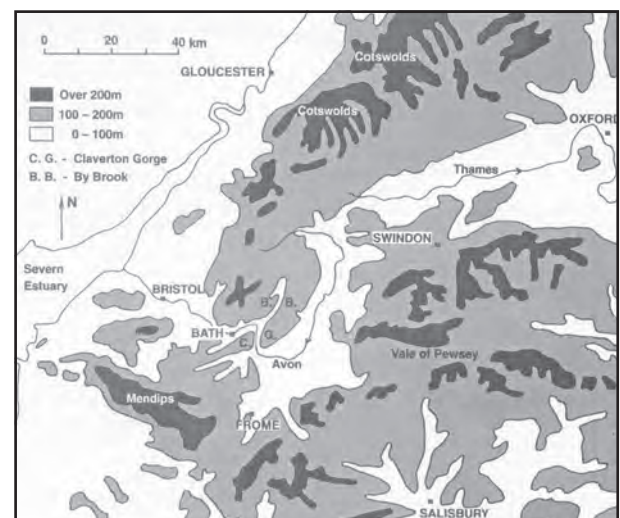 0 20 40 km
GLOUCESTER
Cotswolds
Over 200m
100 – 200m
0 – 100m
C. G. - Claverton Gorge
B. B. - By Brook
N
Cotswolds
OXFORD
Thames
SWINDON
Severn
Estuary
BRISTOL
B. B.
BATH
C. G.
Avon
Vale of Pewsey
Mendips
FROME
SALISBURY